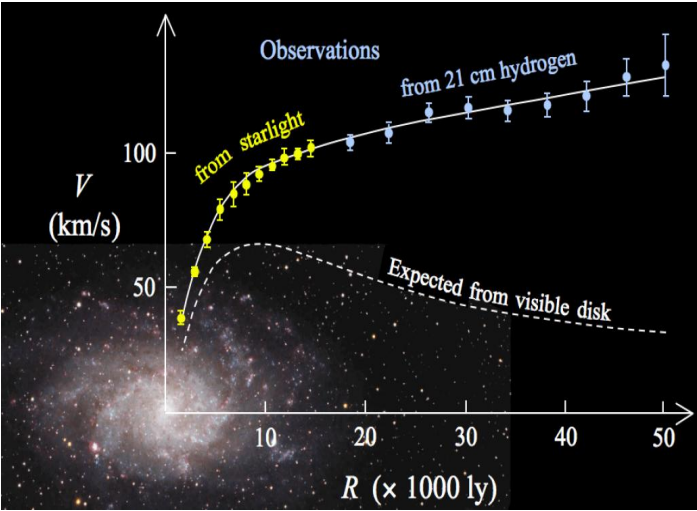 Observations
from 21 cm hydrogen
from starlight
100
V
(km/s)
50
Expected from visible disk
10
20
30
40
50
R (× 1000 ly)